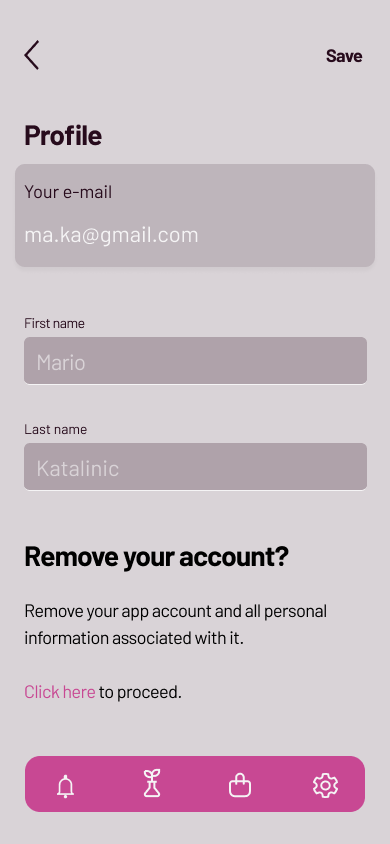 Save
Profile
Your e-mail
ma.ka@gmail.com
First name
Mario
Last name
Katalinic
Remove your account?
Remove your app account and all personal
information associated with it.
Click here to proceed.